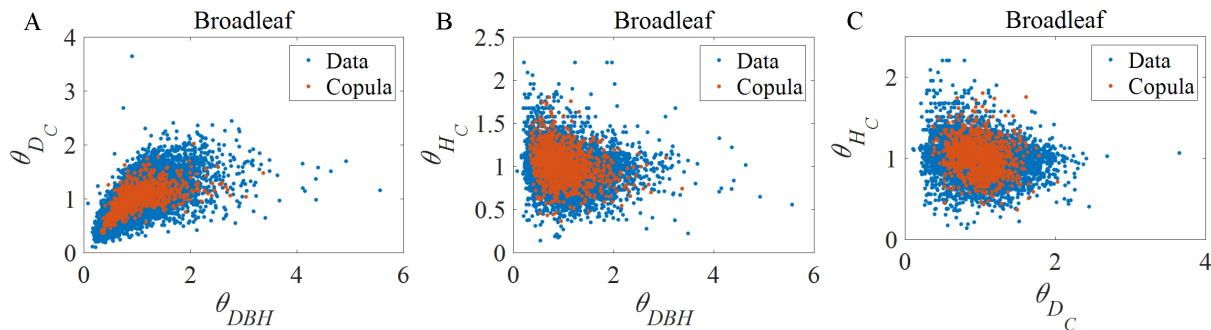 A
Broadleaf
4
3
2
1
0
0
2
4
6
θ_{D_C}
θ_{DBH}
Data
Copula
B
Broadleaf
2.5
2
1.5
1
0.5
0
0
2
4
6
θ_{H_C}
θ_{DBH}
Data
Copula
C
Broadleaf
2
1
0
0
2
4
θ_{H_C}
θ_{D_C}
Data
Copula